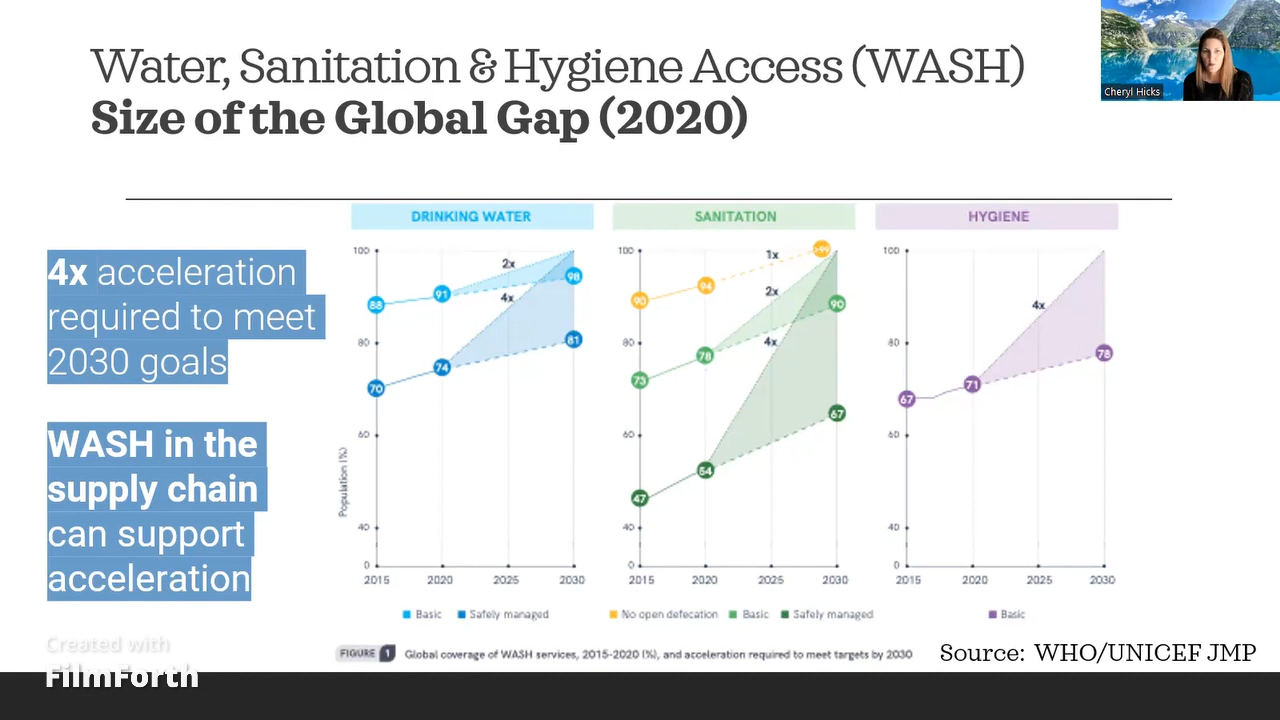 Water, Sanitation & Hygiene Access (WASH)
Size of the Global Gap (2020)
Cheryl Hicks
4x acceleration
required to meet
2030 goals
WASH in the
supply chain
can support
acceleration
DRINKING WATER
100
80
60
40
0
Population (%)
2x
4x
88
91
98
70
74
81
2015 2020 2025 2030
Basic Safely managed
SANITATION
100
80
60
40
0
1x
2x
4x
90
94
>99
73
78
90
47
54
67
2015 2020 2025 2030
No open defecation Basic Safely managed
HYGIENE
100
80
60
40
0
4x
67
71
78
2015 2020 2025 2030
Basic
FIGURE 1 Global coverage of WASH services, 2015-2020 (%), and acceleration required to meet targets by 2030
Source: WHO/UNICEF JMP
Created with
FilmForth